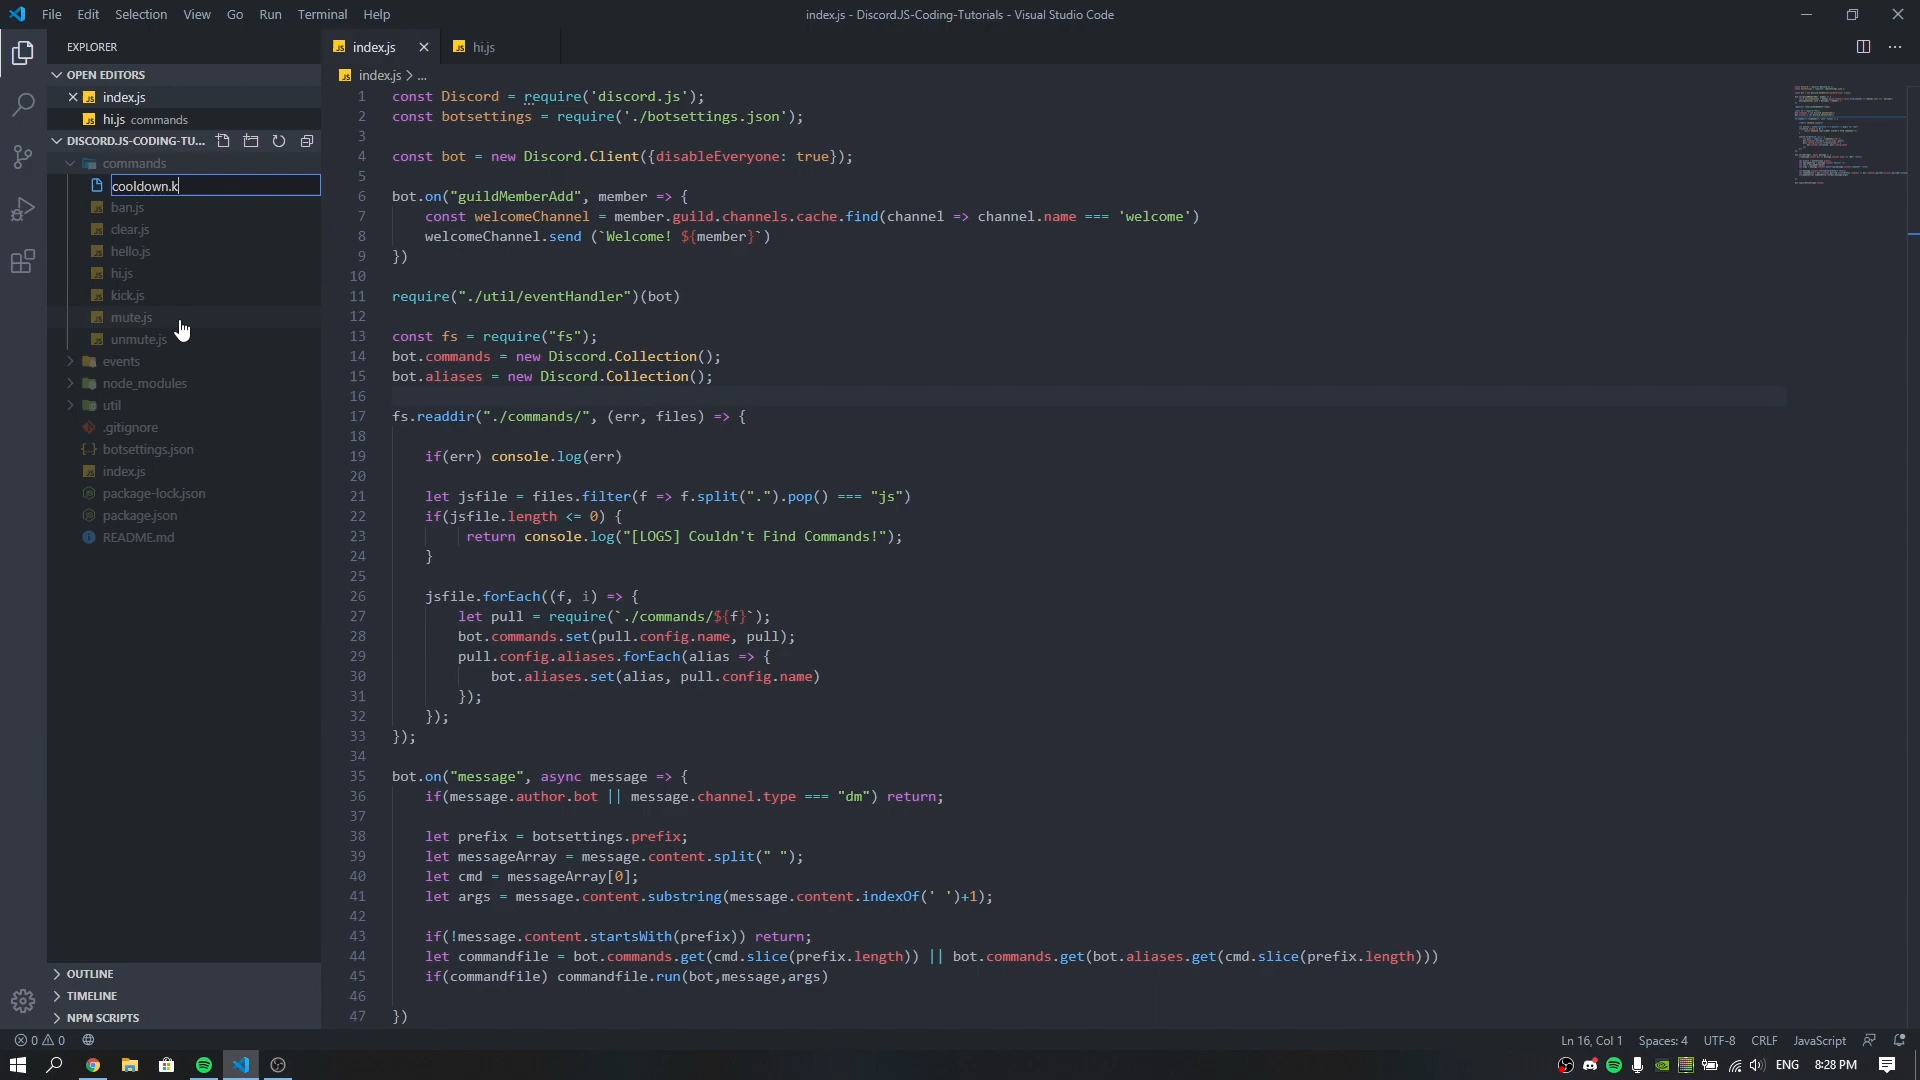 File Edit Selection View Go Run Terminal Help
index.js - DiscordJS-Coding-Tutorials - Visual Studio Code
EXPLORER
OPEN EDITORS
index.js
hi.js commands
DISCORD.JS-CODING-TU...
commands
cooldown.k
ban.js
clear.js
hello.js
hi.js
kick.js
mute.js
unmute.js
events
node_modules
util
.gitignore
botsettings.json
index.js
package-lock.json
package.json
README.md
OUTLINE
TIMELINE
NPM SCRIPTS
index.js
hi.js
index.js > ...
1 const Discord = require('discord.js');
2 const botsettings = require('./botsettings.json');
3
4 const bot = new Discord.Client({disableEveryone: true});
5
6 bot.on("guildMemberAdd", member => {
7 const welcomeChannel = member.guild.channels.cache.find(channel => channel.name === 'welcome')
8 welcomeChannel.send (`Welcome! ${member}`)
9 })
10
11 require("./util/eventHandler")(bot)
12
13 const fs = require("fs");
14 bot.commands = new Discord.Collection();
15 bot.aliases = new Discord.Collection();
16
17 fs.readdir("./commands/", (err, files) => {
18
19 if(err) console.log(err)
20
21 let jsfile = files.filter(f => f.split(".").pop() === "js")
22 if(jsfile.length <= 0) {
23 return console.log("[LOGS] Couldn't Find Commands!");
24 }
25
26 jsfile.forEach((f, i) => {
27 let pull = require(`./commands/${f}`);
28 bot.commands.set(pull.config.name, pull);
29 pull.config.aliases.forEach(alias => {
30 bot.aliases.set(alias, pull.config.name)
31 });
32 });
33 });
34
35 bot.on("message", async message => {
36 if(message.author.bot || message.channel.type === "dm") return;
37
38 let prefix = botsettings.prefix;
39 let messageArray = message.content.split(" ");
40 let cmd = messageArray[0];
41 let args = message.content.substring(message.content.indexOf(' ')+1);
42
43 if(!message.content.startsWith(prefix)) return;
44 let commandfile = bot.commands.get(cmd.slice(prefix.length)) || bot.commands.get(bot.aliases.get(cmd.slice(prefix.length)))
45 if(commandfile) commandfile.run(bot,message,args)
46
47 })
0 0
Ln 16, Col 1 Spaces: 4 UTF-8 CRLF JavaScript
ENG 8:28 PM